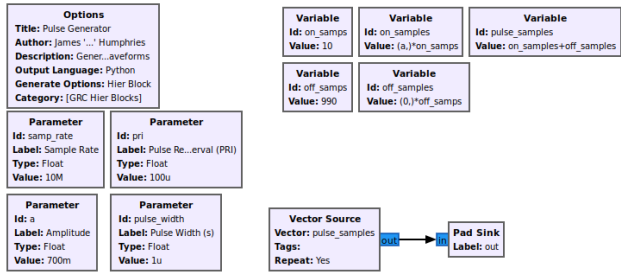 Options
Title: Pulse Generator
Author: James '...' Humphries
Description: Gener...aveforms
Output Language: Python
Generate Options: Hier Block
Category: [GRC Hier Blocks]
Variable
Id: on_samps
Value: 10
Variable
Id: on_samples
Value: (a,)*on_samps
Variable
Id: pulse_samples
Value: on_samples+off_samples
Variable
Id: off_samps
Value: 990
Variable
Id: off_samples
Value: (0,)*off_samps
Parameter
Id: samp_rate
Label: Sample Rate
Type: Float
Value: 10M
Parameter
Id: pri
Label: Pulse Re...erval (PRI)
Type: Float
Value: 100u
Parameter
Id: a
Label: Amplitude
Type: Float
Value: 700m
Parameter
Id: pulse_width
Label: Pulse Width (s)
Type: Float
Value: 1u
Vector Source
Vector: pulse_samples
Tags:
Repeat: Yes
out
in
Pad Sink
Label: out